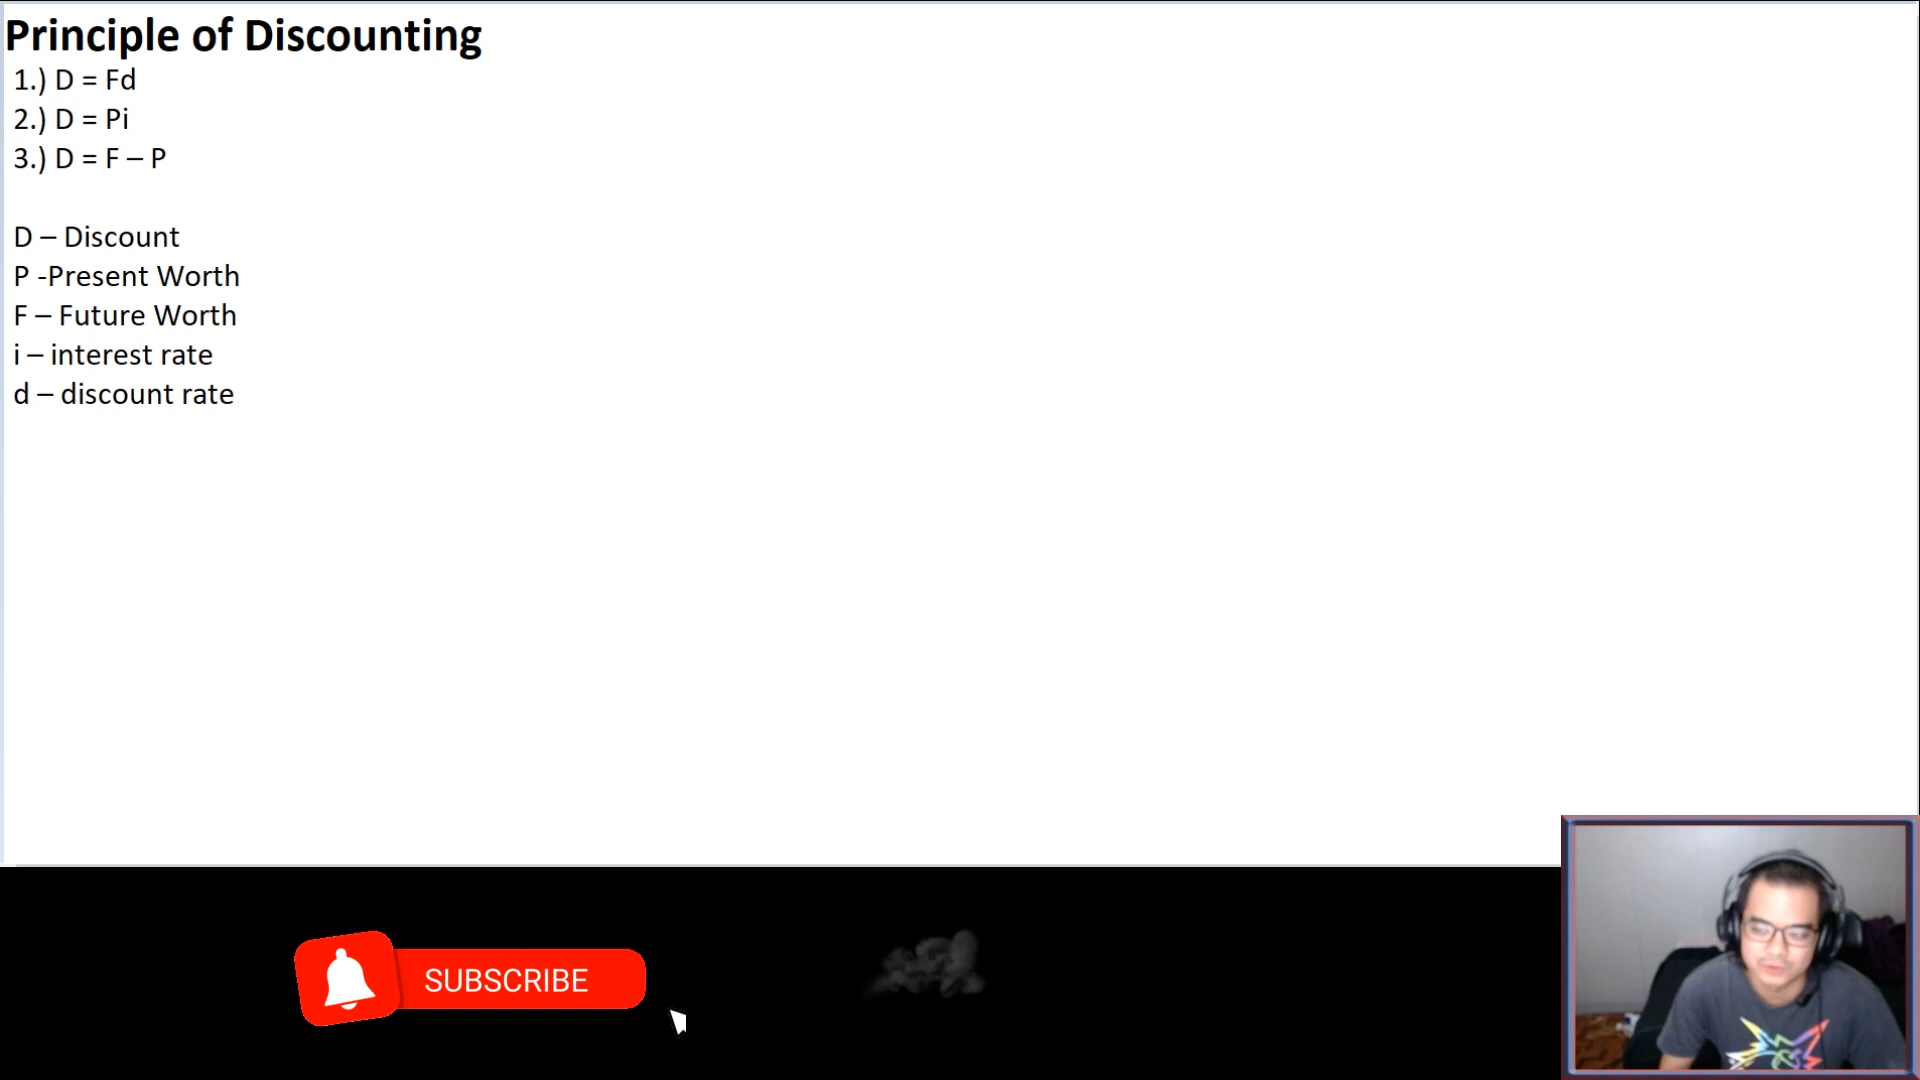 Principle of Discounting
1.) D = Fd
2.) D = Pi
3.) D = F – P
D – Discount
P -Present Worth
F – Future Worth
i – interest rate
d – discount rate
SUBSCRIBE